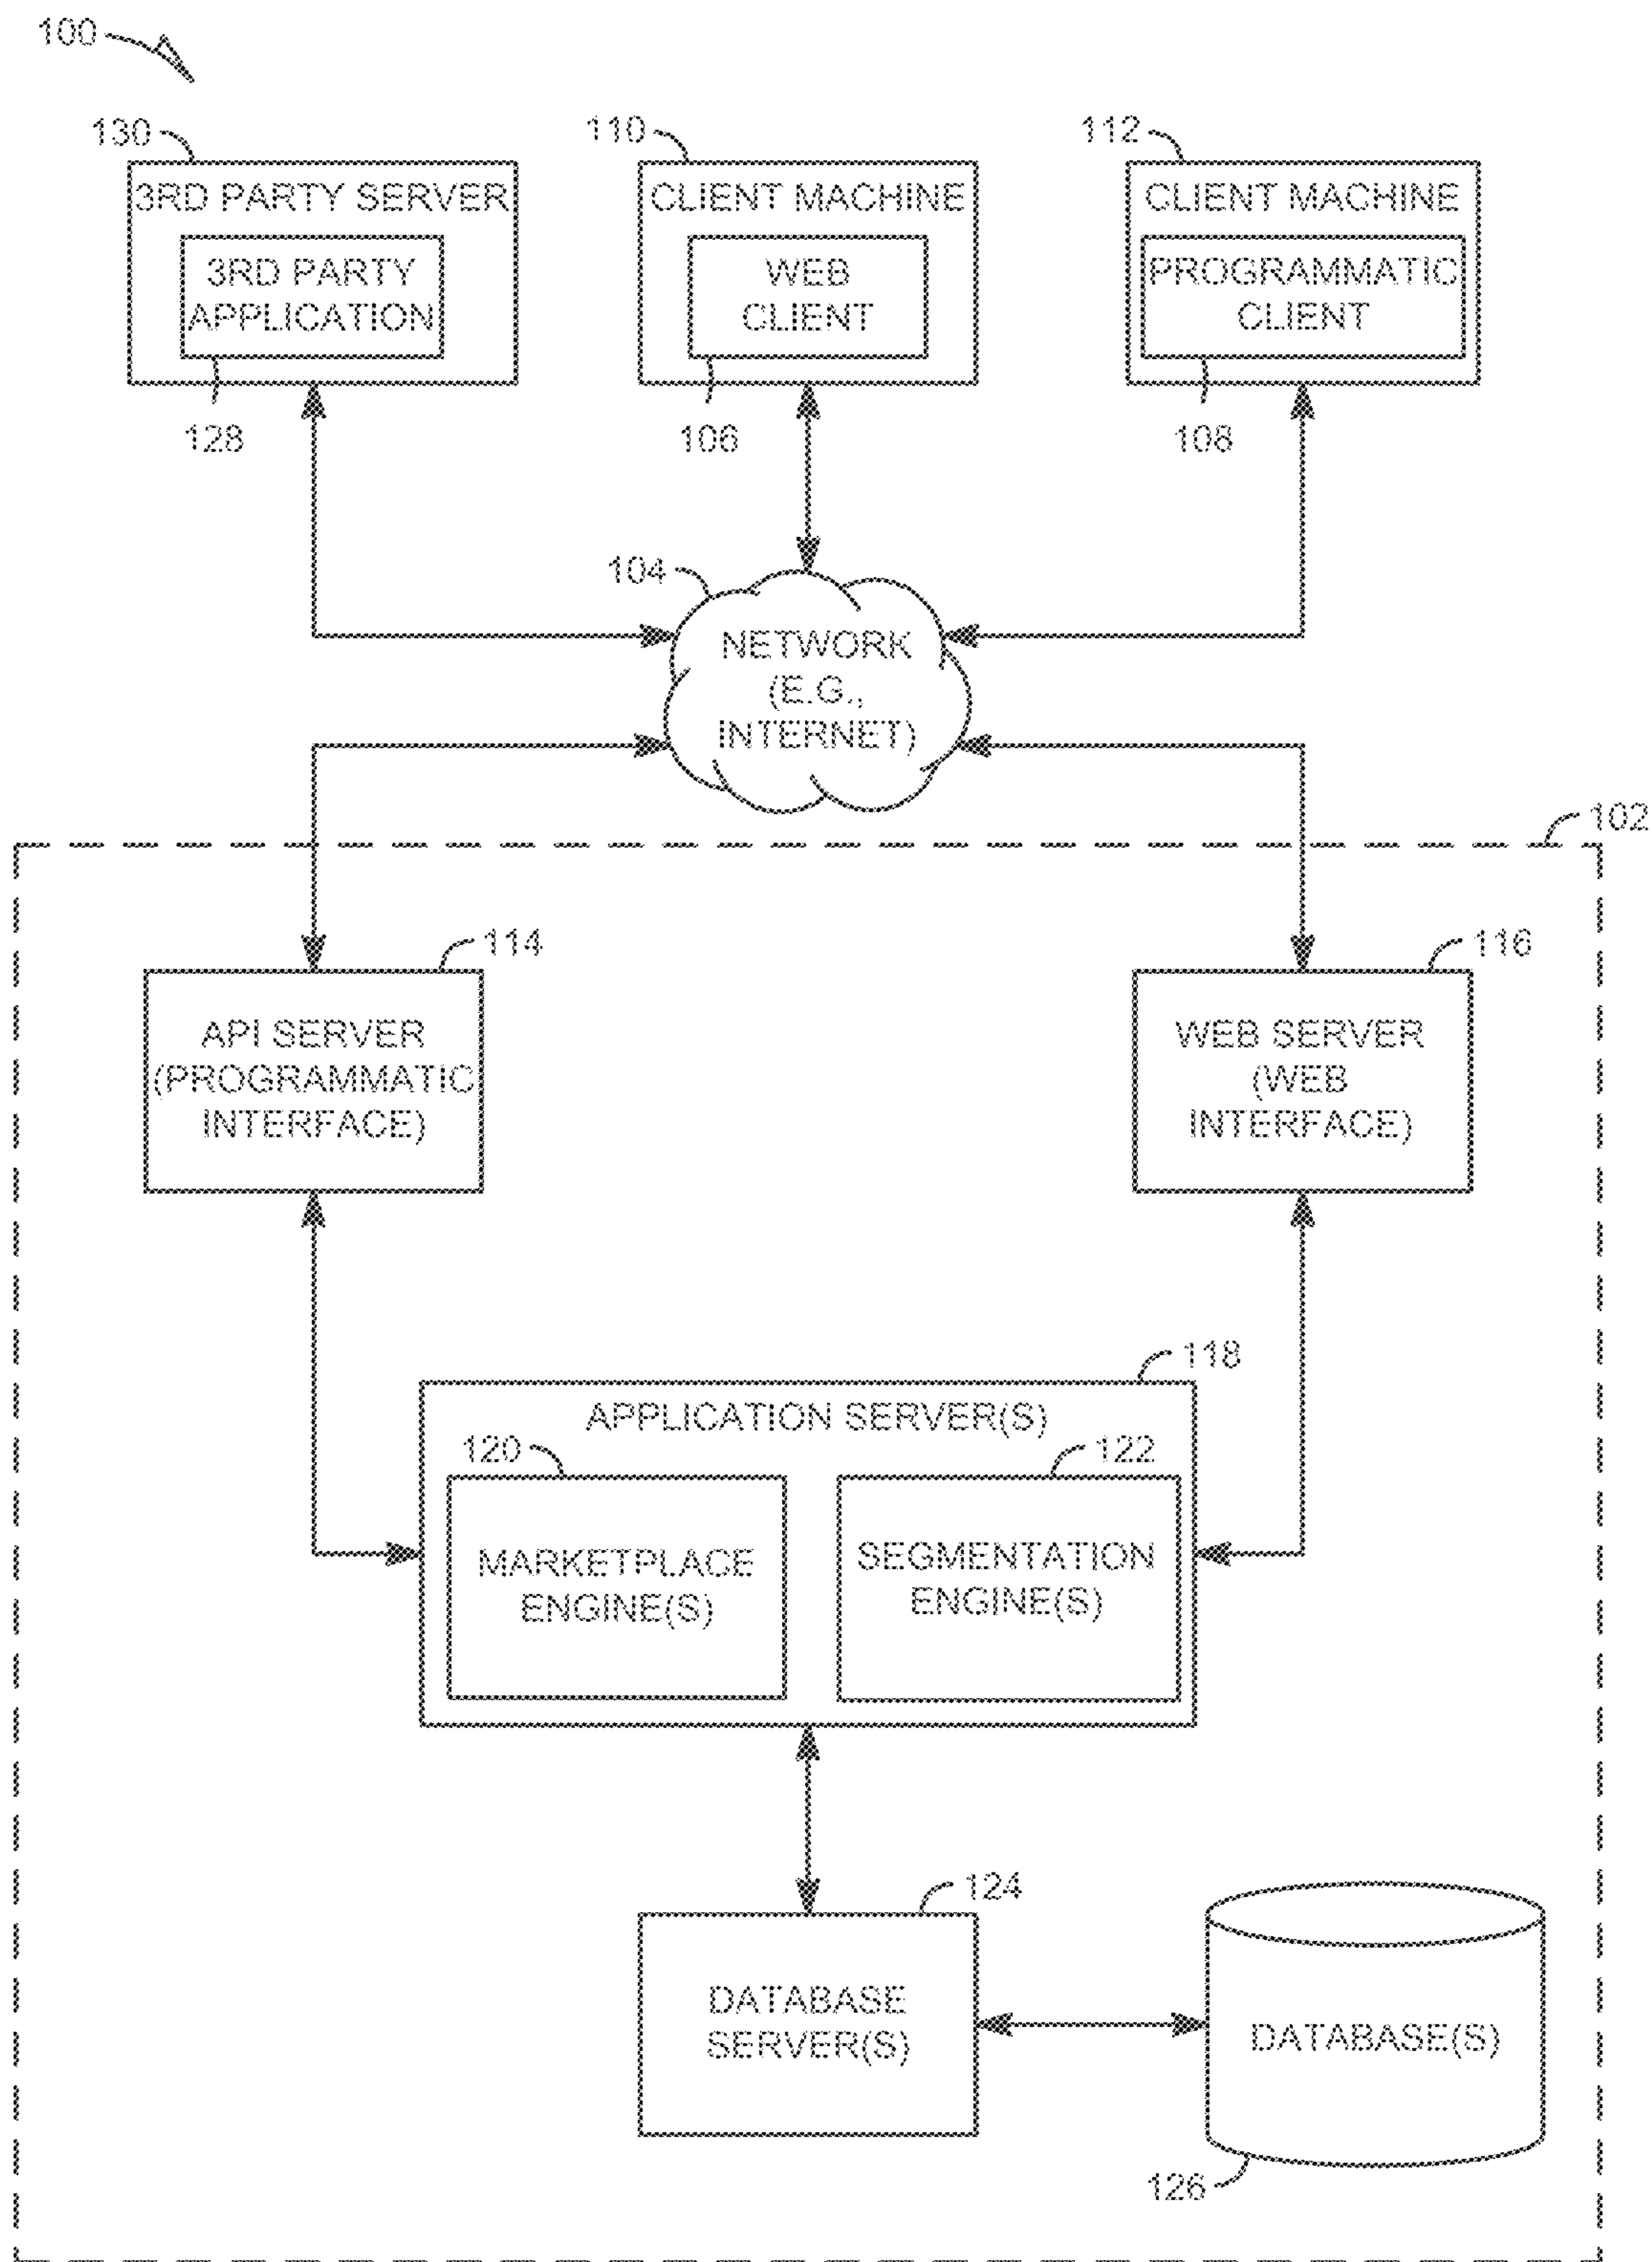 100
130
110
112
3RD PARTY SERVER
CLIENT MACHINE
CLIENT MACHINE
3RD PARTY
APPLICATION
WEB
CLIENT
PROGRAMMATIC
CLIENT
128
106
108
104
NETWORK
(E.G.,
INTERNET)
102
114
116
API SERVER
(PROGRAMMATIC
INTERFACE)
WEB SERVER
(WEB
INTERFACE)
118
APPLICATION SERVER(S)
120
122
MARKETPLACE
ENGINE(S)
SEGMENTATION
ENGINE(S)
124
DATABASE
SERVER(S)
DATABASE(S)
126